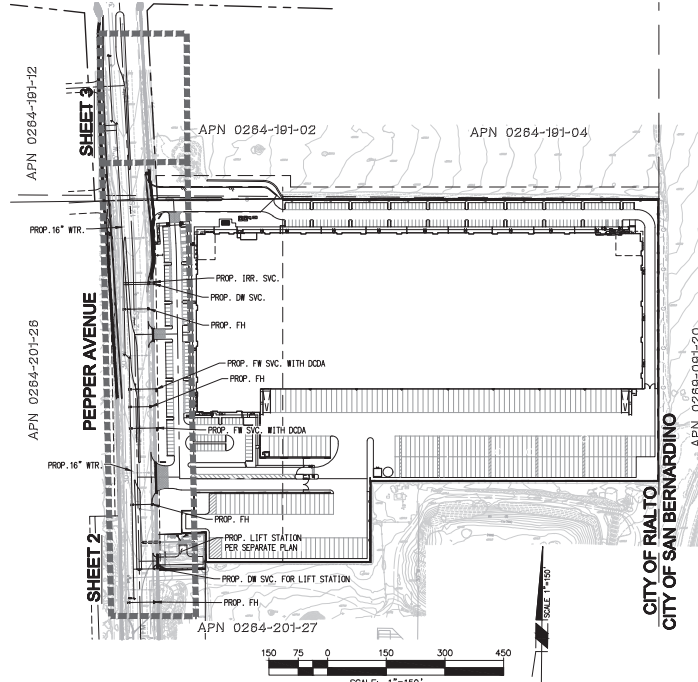 APN 0264-191-12
SHEET 3
APN 0264-191-02
APN 0264-191-04
PROP.16" WTR.
PROP. IRR. SVC.
PROP. DW SVC.
PROP. FH
PEPPER AVENUE
APN 0264-201-28
PROP. FW SVC. WITH DCDA
PROP. FH
PROP. FW SVC. WITH DCDA
PROP.16" WTR.
PROP. FH
PROP. LIFT STATION
PER SEPARATE PLAN
PROP. DW SVC. FOR LIFT STATION
PROP. FH
SHEET 2
APN 0264-201-27
CITY OF RIALTO
CITY OF SAN BERNARDINO
SCALE 1"=150'
150 75 0 150 300 450
SCALE: 1"=150'